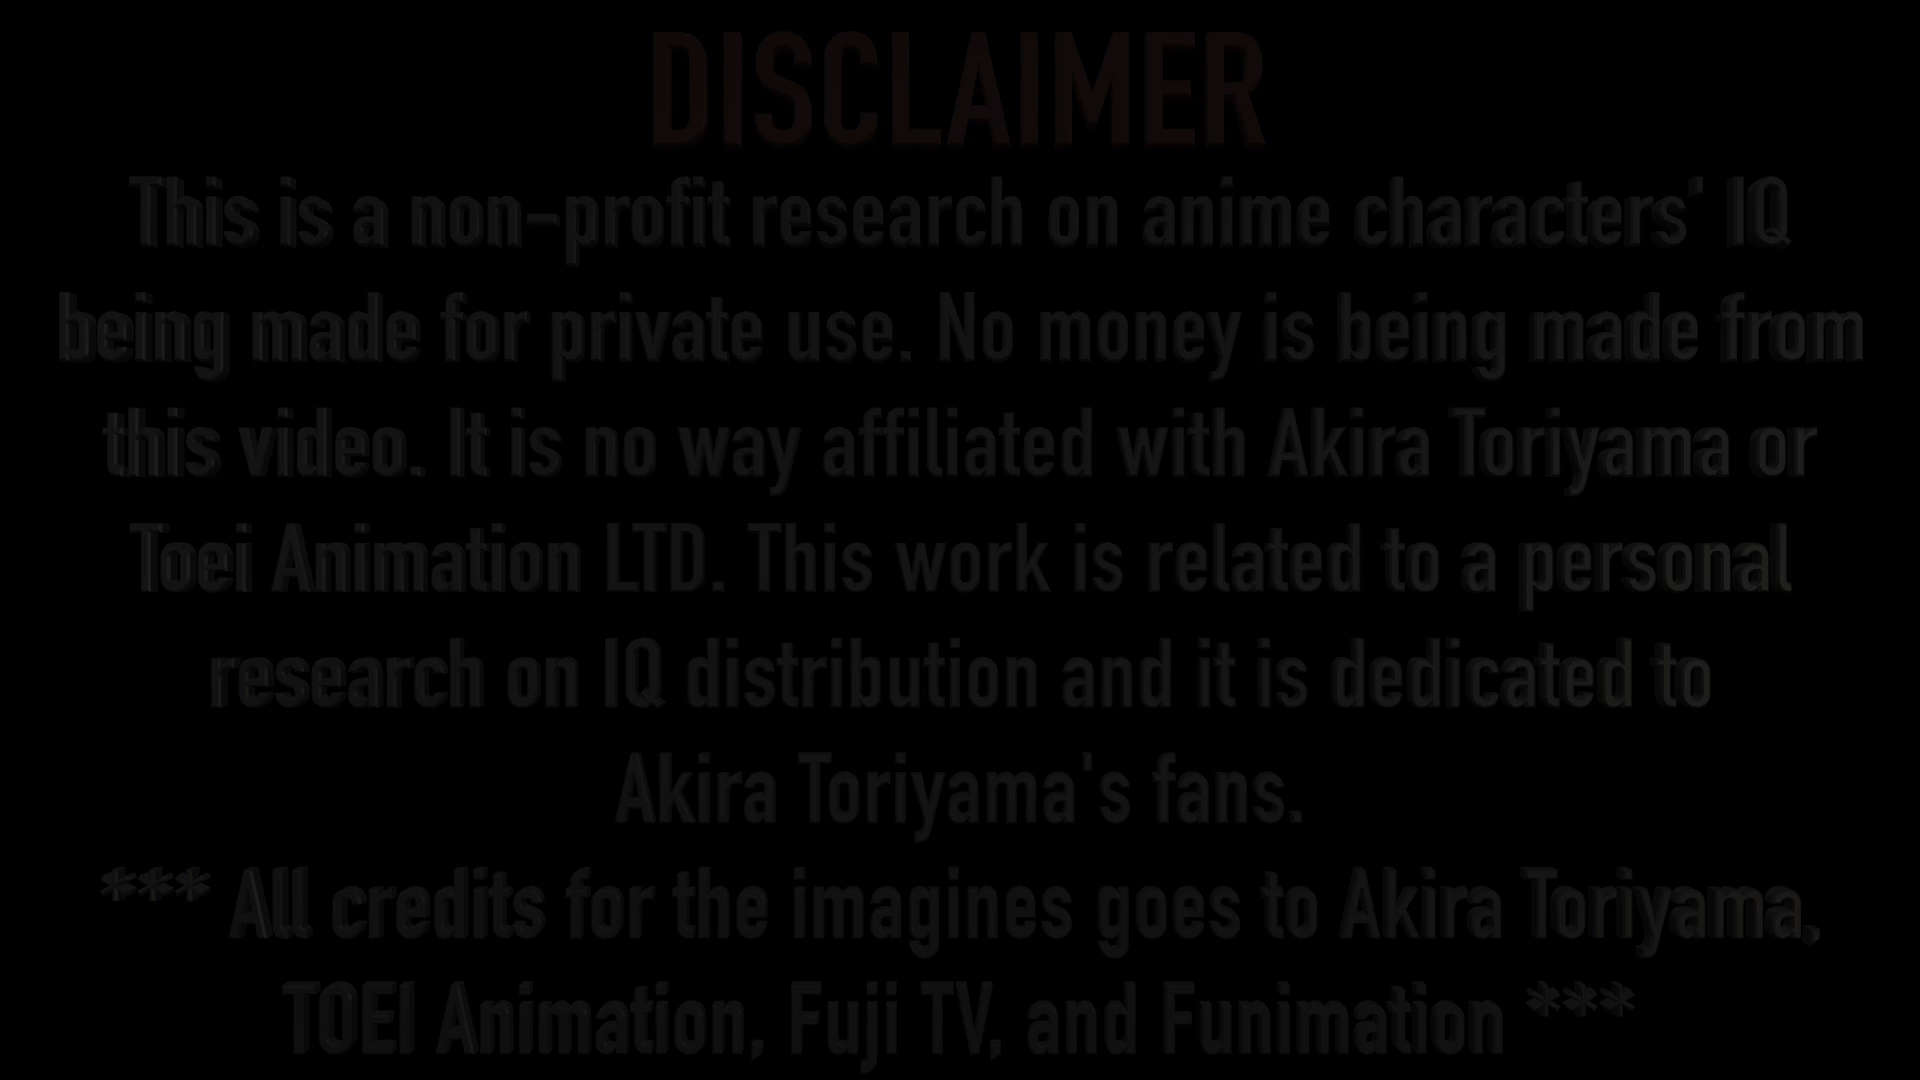 DISCLAIMER
This is a non-profit research on anime characters' IQ
being made for private use. No money is being made from
this video. It is no way affiliated with Akira Toriyama or
Toei Animation LTD. This work is related to a personal
research on IQ distribution and it is dedicated to
Akira Toriyama's fans.
*** All credits for the imagines goes to Akira Toriyama,
TOEI Animation, Fuji TV, and Funimation ***